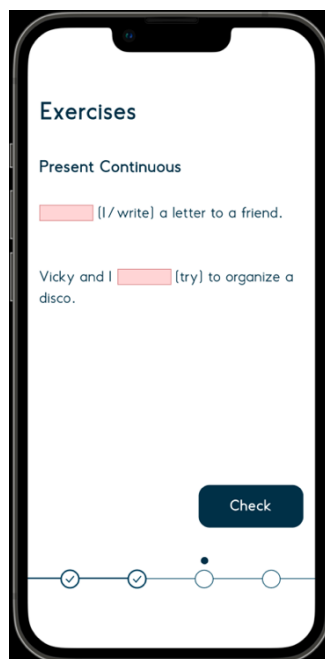 Exercises
Present Continuous
(I/write) a letter to a friend.
Vicky and I (try) to organize a
disco.
Check